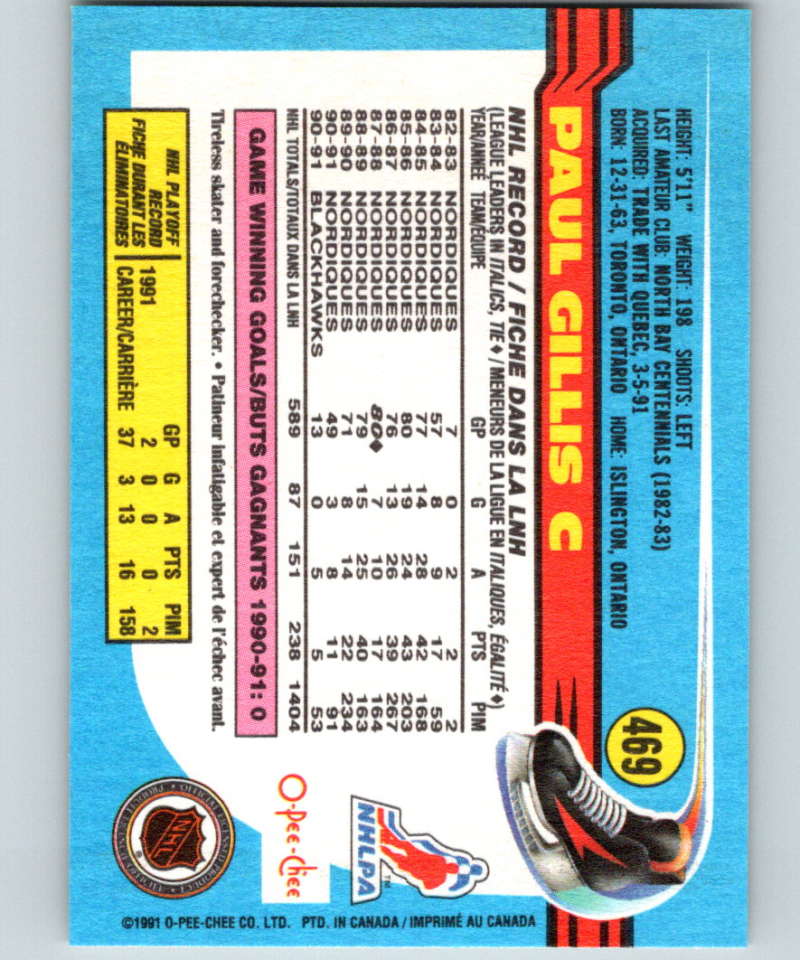 469
HEIGHT: 5'11" WEIGHT: 198 SHOOTS: LEFT
LAST AMATEUR CLUB: NORTH BAY CENTENNIALS (1982-83)
ACQUIRED: TRADE WITH QUEBEC, 3-5-91
BORN: 12-31-63, TORONTO, ONTARIO HOME: ISLINGTON, ONTARIO
PAUL GILLIS C
NHL RECORD / FICHE DANS LA LNH
(LEAGUE LEADERS IN ITALICS, TIE ♦ / MENEURS DE LA LIGUE EN ITALIQUES, ÉGALITÉ ♦)
YEAR/ANNÉE TEAM/ÉQUIPE GP G A PTS PIM
82-83 NORDIQUES 7 0 2 2 2
83-84 NORDIQUES 57 8 9 17 59
84-85 NORDIQUES 77 14 28 42 168
85-86 NORDIQUES 80 19 24 43 203
86-87 NORDIQUES 76 13 26 39 267
87-88 NORDIQUES 80♦ 7 10 17 164
88-89 NORDIQUES 79 15 25 40 163
89-90 NORDIQUES 71 8 14 22 234
90-91 NORDIQUES 49 3 8 11 91
90-91 BLACKHAWKS 13 0 5 5 53
NHL TOTALS/TOTAUX DANS LA LNH 589 87 151 238 1404
GAME WINNING GOALS/BUTS GAGNANTS 1990-91: 0
Tireless skater and forechecker. • Patineur infatigable et expert de l'échec avant.
NHL PLAYOFF
RECORD
FICHE DURANT LES
ÉLIMINATOIRES
GP G A PTS PIM
1991 2 0 0 0 2
CAREER/CARRIÈRE 37 3 13 16 158
NHLPA
TM
O-Pee-Chee
NHL
©1991 O-PEE-CHEE CO. LTD. PTD. IN CANADA / IMPRIMÉ AU CANADA